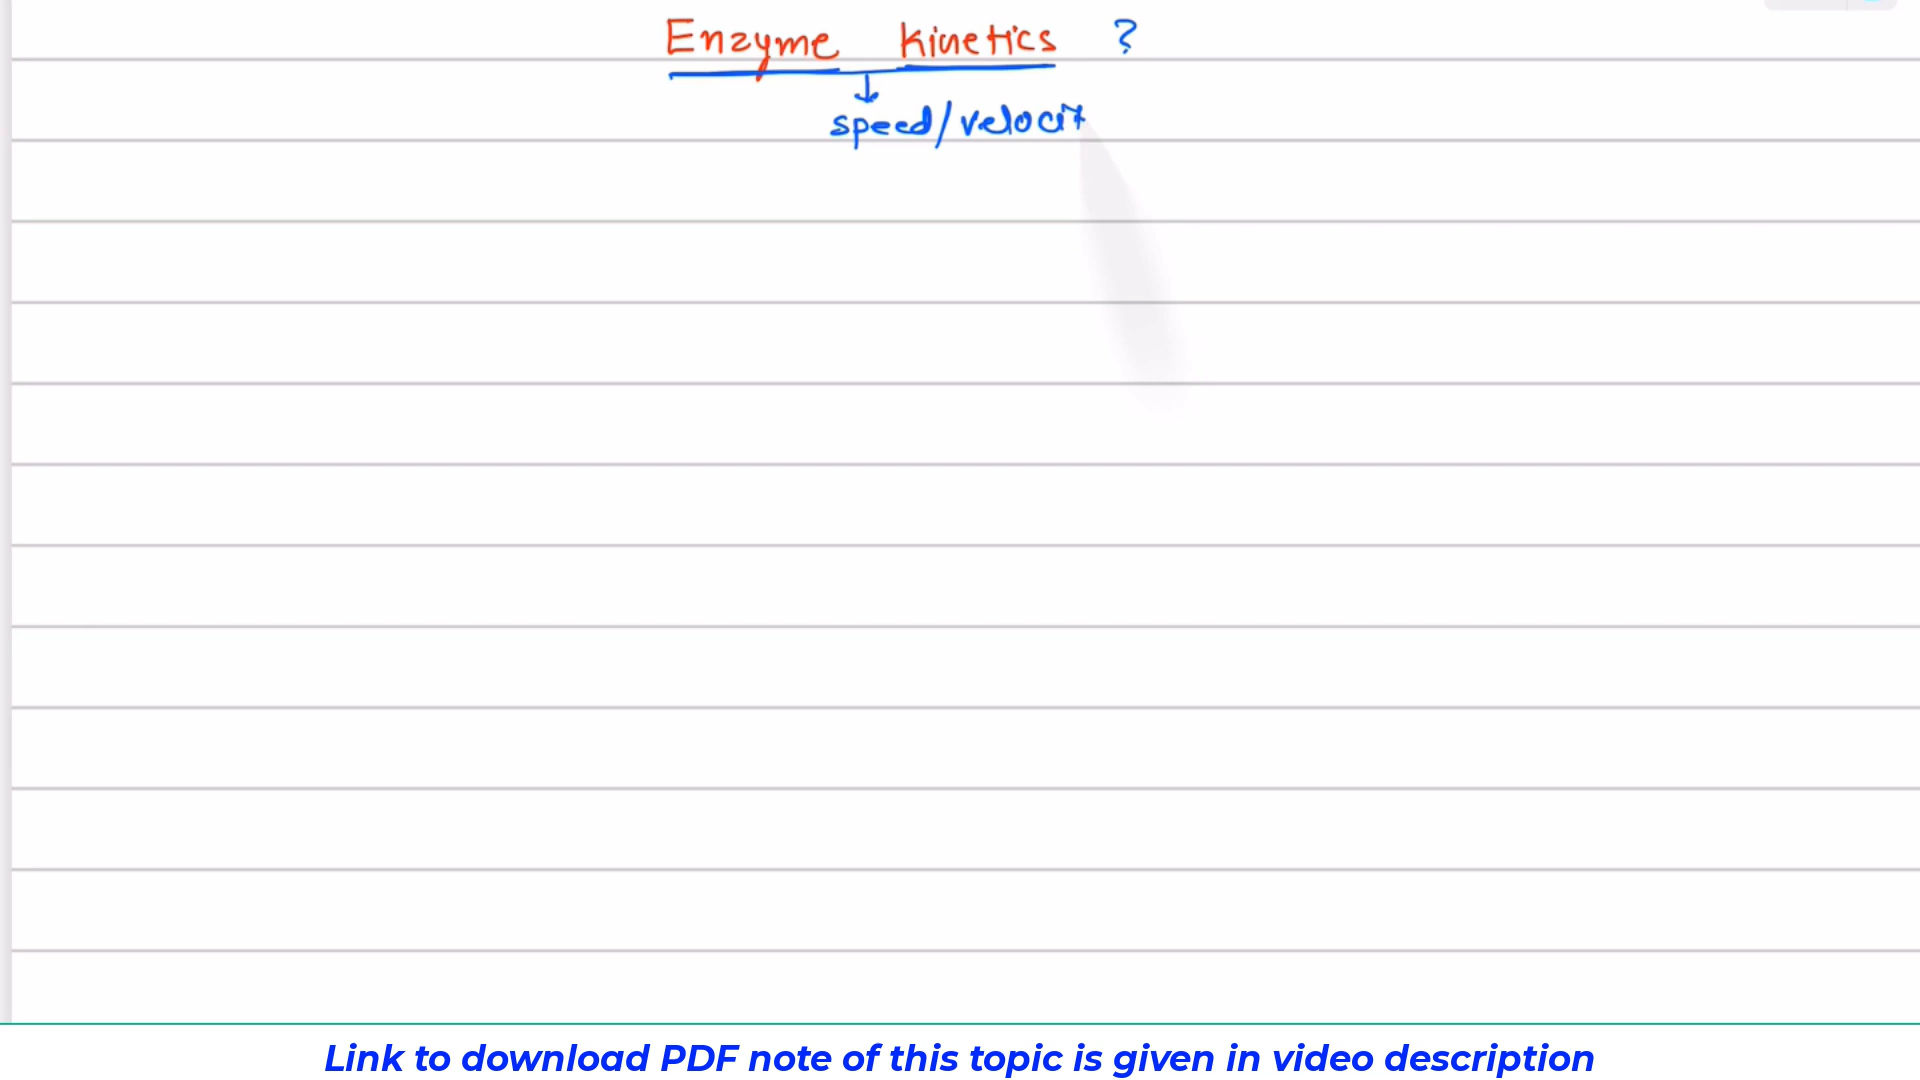 Enzyme kinetics ?
↓
speed/velocit
Link to download PDF note of this topic is given in video description